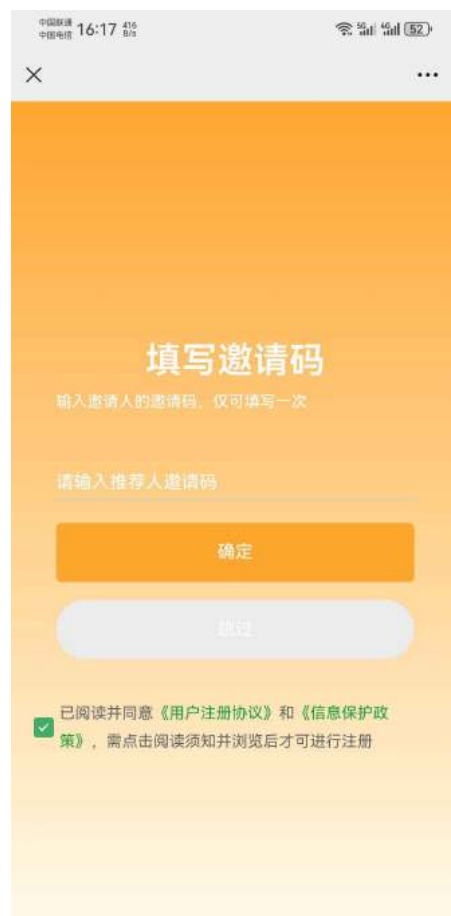 中国联通
中国电信 16:17 416 B/s 5G 4G 52
填写邀请码
输入邀请人的邀请码，仅可填写一次
请输入推荐人邀请码
确定
跳过
已阅读并同意《用户注册协议》和《信息保护政
策》，需点击阅读须知并浏览后才可进行注册